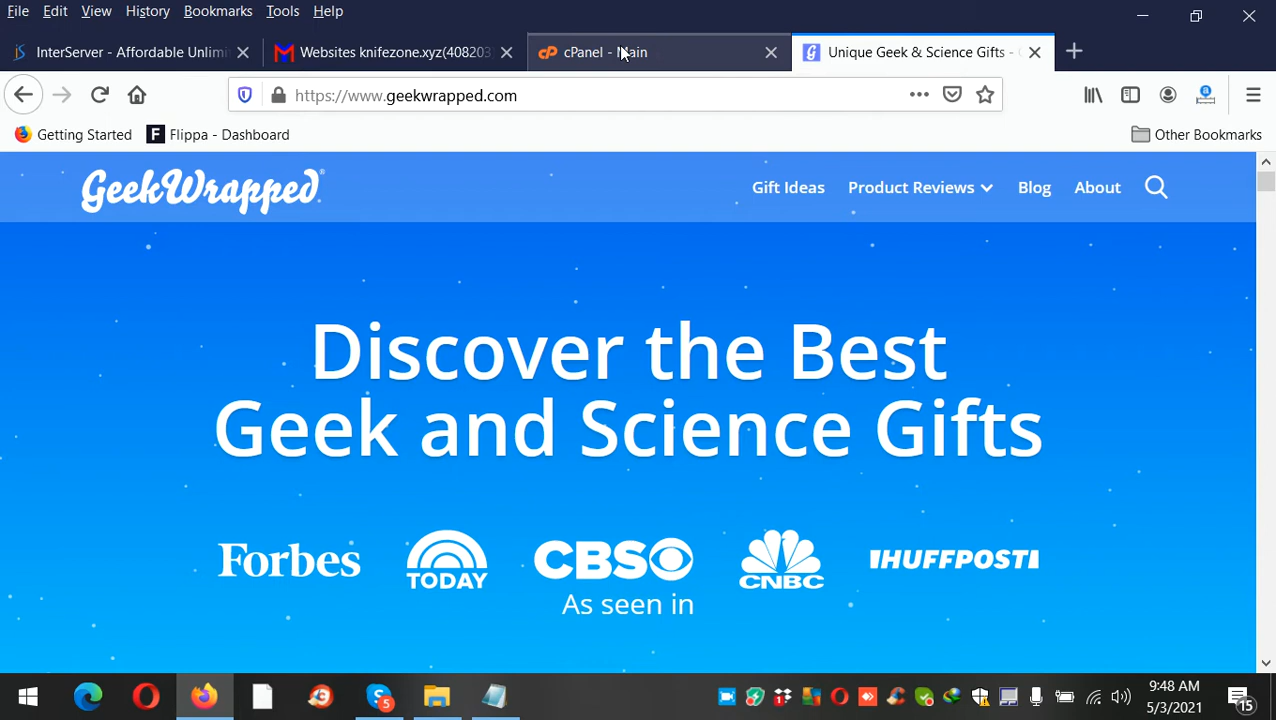 File Edit View History Bookmarks Tools Help
InterServer - Affordable Unlimi
Websites knifezone.xyz(408203
cPanel - Main
Unique Geek & Science Gifts -
https://www.geekwrapped.com
Getting Started
F Flippa - Dashboard
Other Bookmarks
GeekWrapped®
Gift Ideas Product Reviews Blog About
Discover the Best
Geek and Science Gifts
Forbes TODAY CBS CNBC HUFFPOST
As seen in
5
9:48 AM
5/3/2021
15